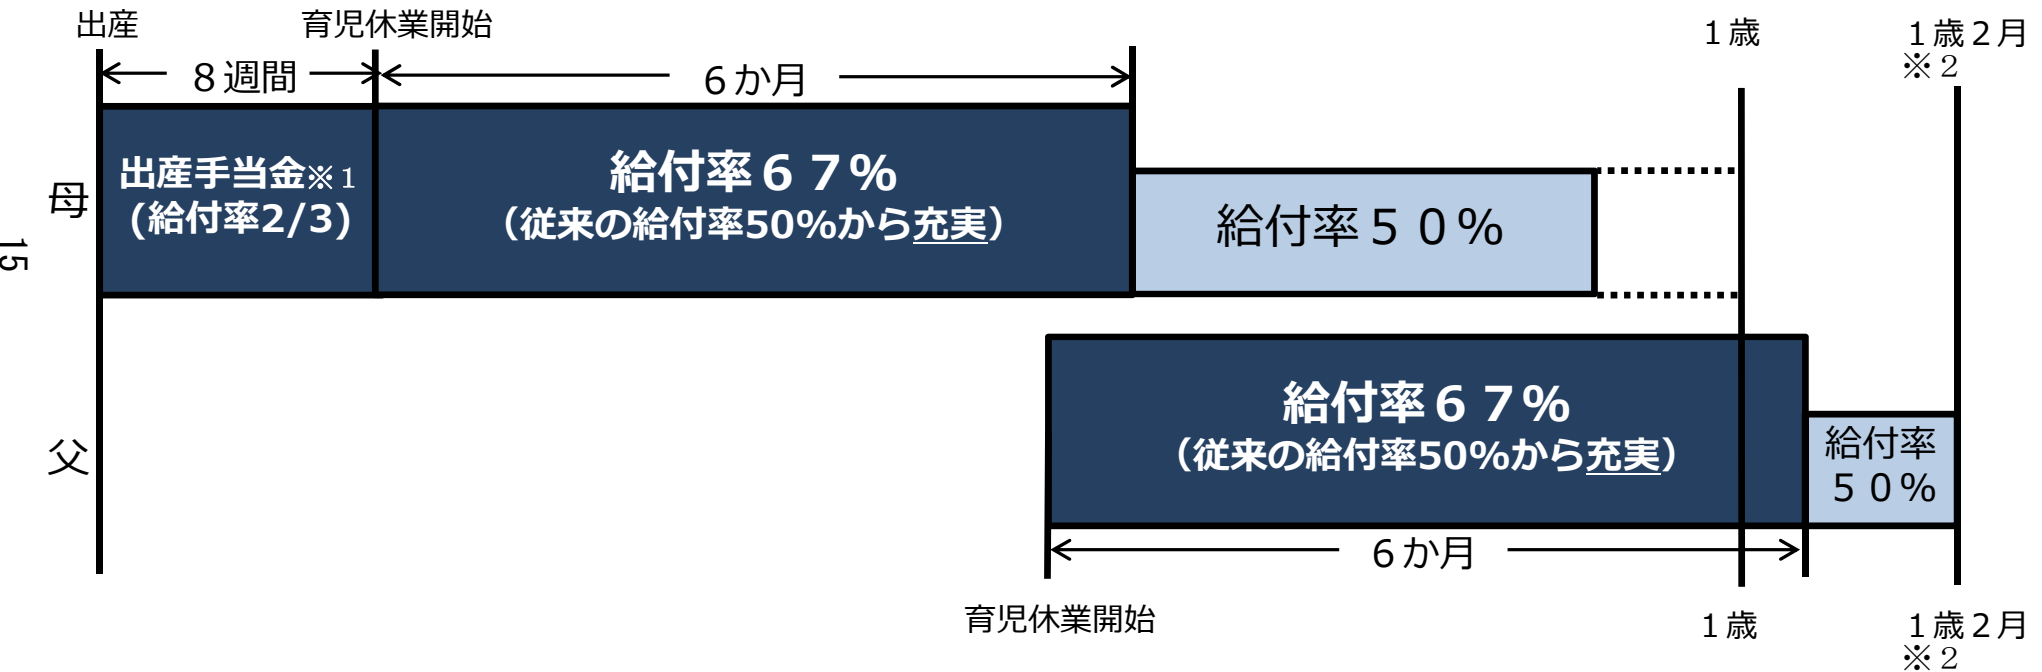 出産
育児休業開始
１歳
１歳２月
※２
８週間
６か月
母
出産手当金※１
(給付率2/3)
給付率６７%
（従来の給付率50%から充実）
給付率５０%
15
父
給付率６７%
（従来の給付率50%から充実）
給付率
５０%
６か月
育児休業開始
１歳
１歳２月
※２